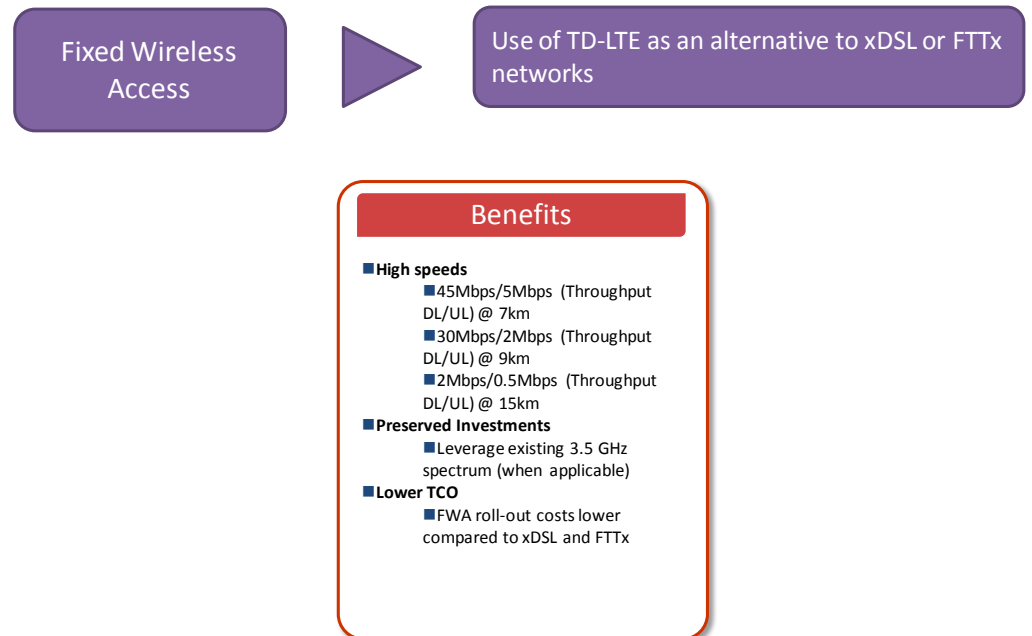 Fixed Wireless
Access
Use of TD-LTE as an alternative to xDSL or FTTx
networks
Benefits
High speeds
45Mbps/5Mbps (Throughput
DL/UL) @ 7km
30Mbps/2Mbps (Throughput
DL/UL) @ 9km
2Mbps/0.5Mbps (Throughput
DL/UL) @ 15km
Preserved Investments
Leverage existing 3.5 GHz
spectrum (when applicable)
Lower TCO
FWA roll-out costs lower
compared to xDSL and FTTx